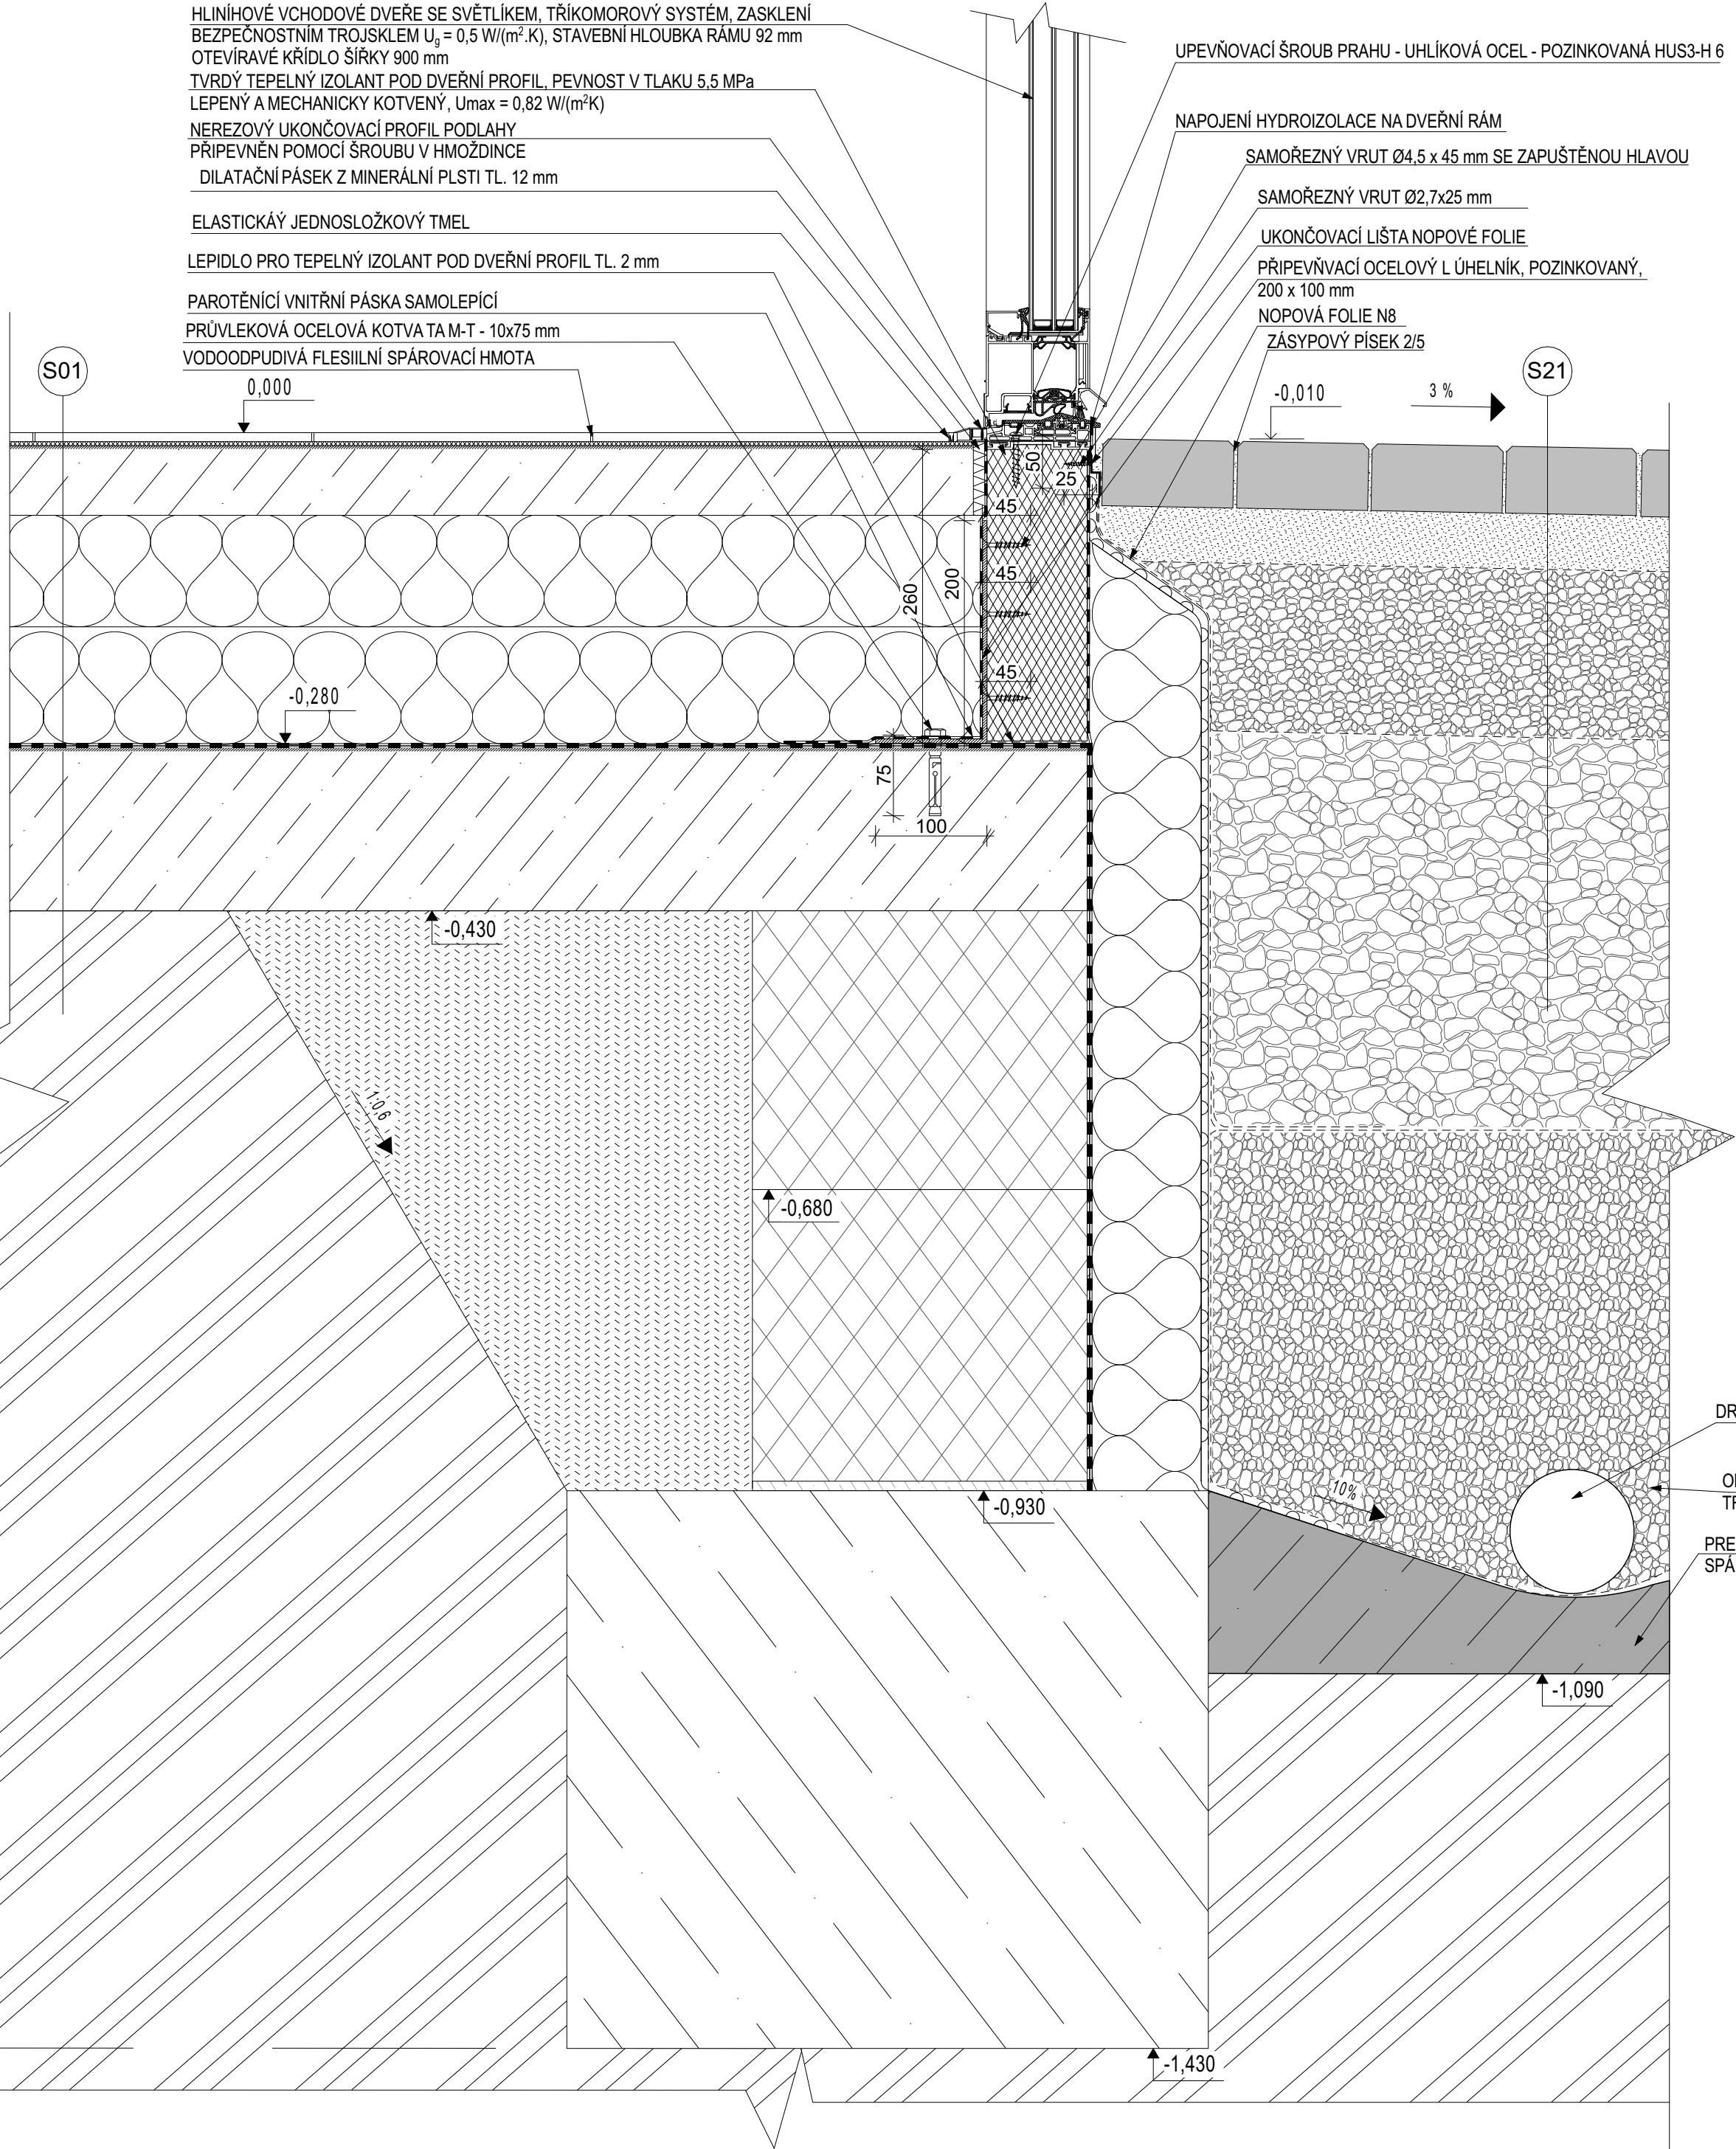 HLINÍHOVÉ VCHODOVÉ DVEŘE SE SVĚTLÍKEM, TŘÍKOMOROVÝ SYSTÉM, ZASKLENÍ
BEZPEČNOSTNÍM TROJSKLEM Ug = 0,5 W/(m².K), STAVEBNÍ HLOUBKA RÁMU 92 mm
OTEVÍRAVÉ KŘÍDLO ŠÍŘKY 900 mm
TVRDÝ TEPELNÝ IZOLANT POD DVEŘNÍ PROFIL, PEVNOST V TLAKU 5,5 MPa
LEPENÝ A MECHANICKY KOTVENÝ, Umax = 0,82 W/(m²K)
NEREZOVÝ UKONČOVACÍ PROFIL PODLAHY
PŘIPEVNĚN POMOCÍ ŠROUBU V HMOŽDINCE
DILATAČNÍ PÁSEK Z MINERÁLNÍ PLSTI TL. 12 mm
ELASTICKÁÝ JEDNOSLOŽKOVÝ TMEL
LEPIDLO PRO TEPELNÝ IZOLANT POD DVEŘNÍ PROFIL TL. 2 mm
PAROTĚNÍCÍ VNITŘNÍ PÁSKA SAMOLEPÍCÍ
PRŮVLEKOVÁ OCELOVÁ KOTVA TA M-T - 10x75 mm
VODOODPUDIVÁ FLESIILNÍ SPÁROVACÍ HMOTA
UPEVŇOVACÍ ŠROUB PRAHU - UHLÍKOVÁ OCEL - POZINKOVANÁ HUS3-H 6
NAPOJENÍ HYDROIZOLACE NA DVEŘNÍ RÁM
SAMOŘEZNÝ VRUT Ø4,5 x 45 mm SE ZAPUŠTĚNOU HLAVOU
SAMOŘEZNÝ VRUT Ø2,7x25 mm
UKONČOVACÍ LIŠTA NOPOVÉ FOLIE
PŘIPEVŇVACÍ OCELOVÝ L ÚHELNÍK, POZINKOVANÝ,
200 x 100 mm
NOPOVÁ FOLIE N8
ZÁSYPOVÝ PÍSEK 2/5
S01
0,000
S21
-0,010
3 %
50
25
45
45
45
260
200
-0,280
75
100
-0,430
1:0,6
-0,680
-0,930
10%
DR
TR
PRE
SPÁ
-1,090
-1,430